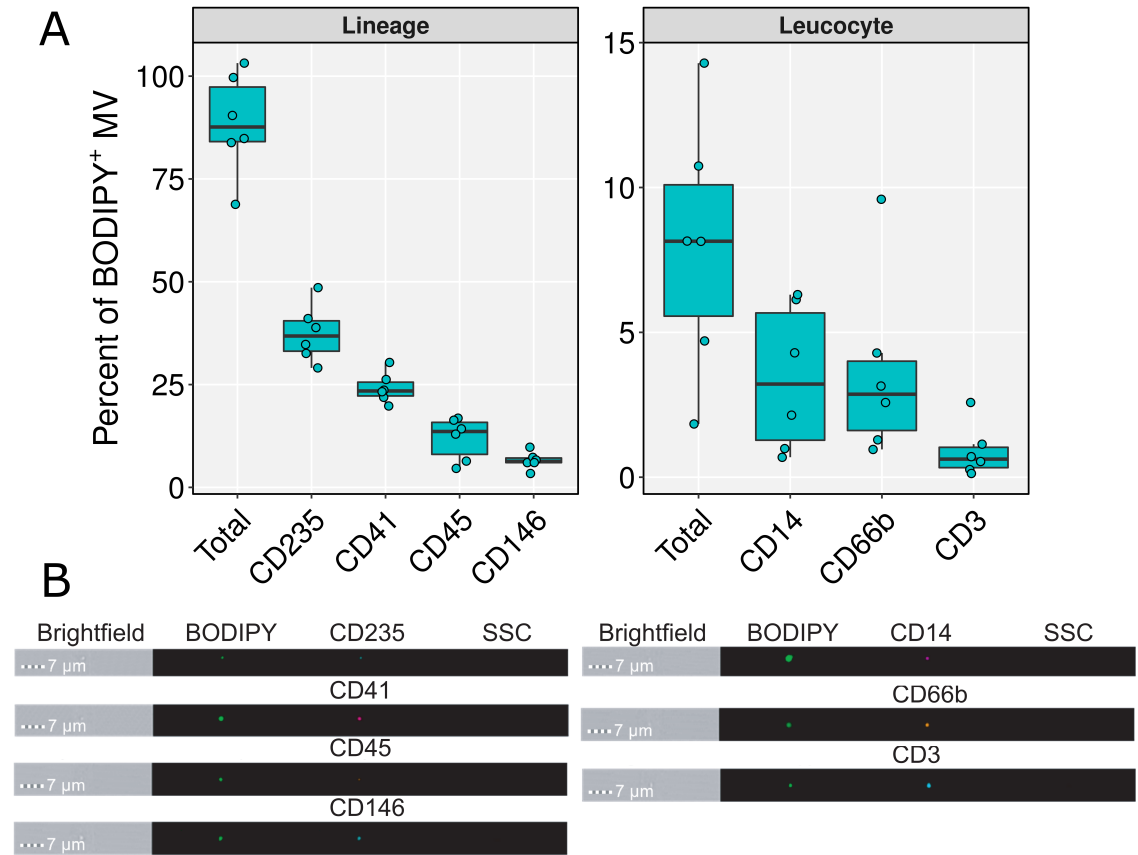 A
Lineage
Leucocyte
Percent of BODIPY+ MV
100
75
50
25
0
15
10
5
0
Total
CD235
CD41
CD45
CD146
Total
CD14
CD66b
CD3
B
Brightfield BODIPY CD235 SSC
7 µm
CD41
7 µm
CD45
7 µm
CD146
7 µm
Brightfield BODIPY CD14 SSC
7 µm
CD66b
7 µm
CD3
7 µm